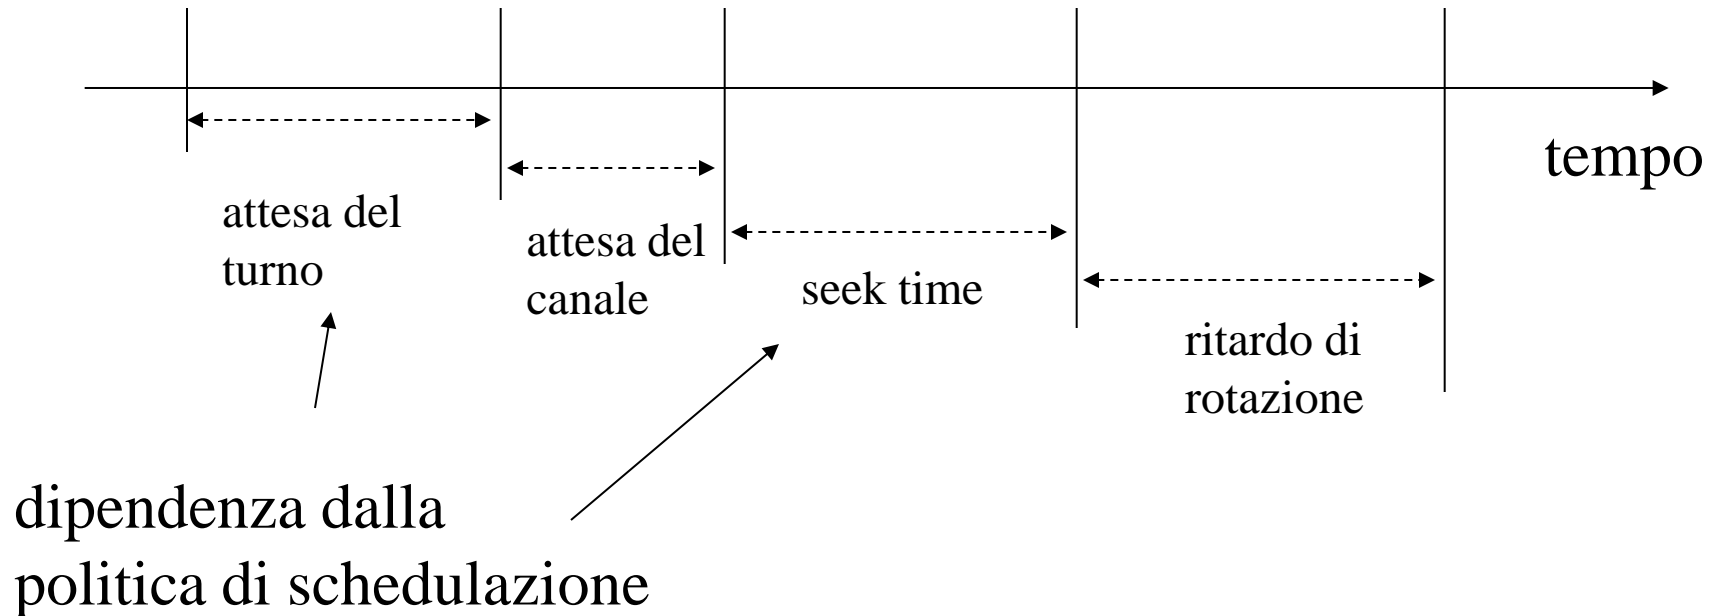 tempo
attesa del
turno
attesa del
canale
seek time
ritardo di
rotazione
dipendenza dalla
politica di schedulazione